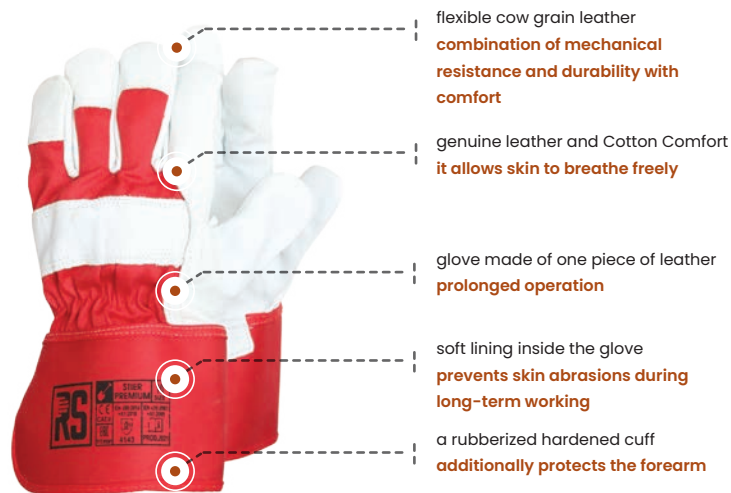 flexible cow grain leather
combination of mechanical
resistance and durability with
comfort
genuine leather and Cotton Comfort
it allows skin to breathe freely
glove made of one piece of leather
prolonged operation
soft lining inside the glove
prevents skin abrasions during
long-term working
a rubberized hardened cuff
additionally protects the forearm
RS
STIER
PREMIUM
CE
4143